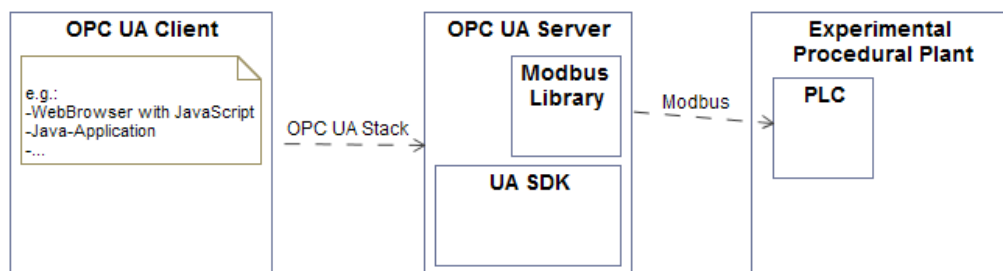 OPC UA Client
e.g.:
-WebBrowser with JavaScript
-Java-Application
-...
OPC UA Stack
OPC UA Server
Modbus
Library
UA SDK
Modbus
Experimental
Procedural Plant
PLC